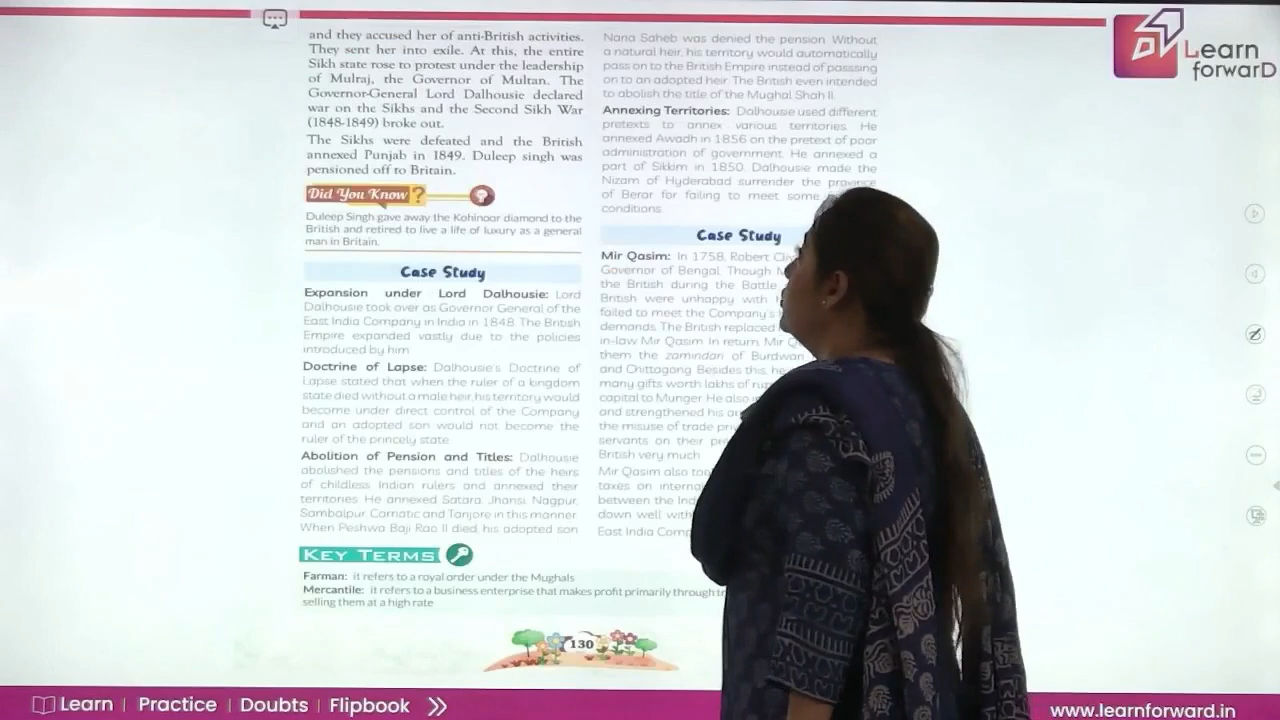 and they accused her of anti-British activities.
They sent her into exile. At this, the entire
Sikh state rose to protest under the leadership
of Mulraj, the Governor of Multan. The
Governor-General Lord Dalhousie declared
war on the Sikhs and the Second Sikh War
(1848-1849) broke out.
The Sikhs were defeated and the British
annexed Punjab in 1849. Duleep singh was
pensioned off to Britain.
Did You Know ?
Duleep Singh gave away the Kohinoor diamond to the
British and retired to live a life of luxury as a general
man in Britain.
Case Study
Expansion under Lord Dalhousie: Lord
Dalhousie took over as Governor General of the
East India Company in India in 1848. The British
Empire expanded vastly due to the policies
introduced by him
Doctrine of Lapse: Dalhousie's Doctrine of
Lapse stated that when the ruler of a kingdom
state died without a male heir, his territory would
become under direct control of the Company
and an adopted son would not become the
ruler of the princely state
Abolition of Pension and Titles: Dalhousie
abolished the pensions and titles of the heirs
of childless Indian rulers and annexed their
territories. He annexed Satara, Jhansi, Nagpur,
Sambalpur, Carnatic and Tanjore in this manner.
When Peshwa Baji Rao II died, his adopted son
Nana Saheb was denied the pension. Without
a natural heir, his territory would automatically
pass on to the British Empire instead of passsing
on to an adopted heir. The British even intended
to abolish the title of the Mughal Shah II.
Annexing Territories: Dalhousie used different
pretexts to annex various territories. He
annexed Awadh in 1856 on the pretext of poor
administration of government. He annexed a
part of Sikkim in 1850. Dalhousie made the
Nizam of Hyderabad surrender the province
of Berar for failing to meet some
conditions.
Case Study
Mir Qasim: In 1758, Robert
Governor of Bengal. Though
the British during the Battle
British were unhappy with
failed to meet the Company's
demands. The British replaced
in-law Mir Qasim. In return, Mir
them the zamindari of Burdwan
and Chittagong. Besides this, he
many gifts worth lakhs of
capital to Munger. He also
and strengthened his
the misuse of trade
servants on their
British very much
Mir Qasim also
taxes on
between the
down well with
East India
KEY TERMS
Farman: it refers to a royal order under the Mughals
Mercantile: it refers to a business enterprise that makes profit primarily through
selling them at a high rate
130
Learn
forwarD
Learn | Practice | Doubts | Flipbook
www.learnforward.in